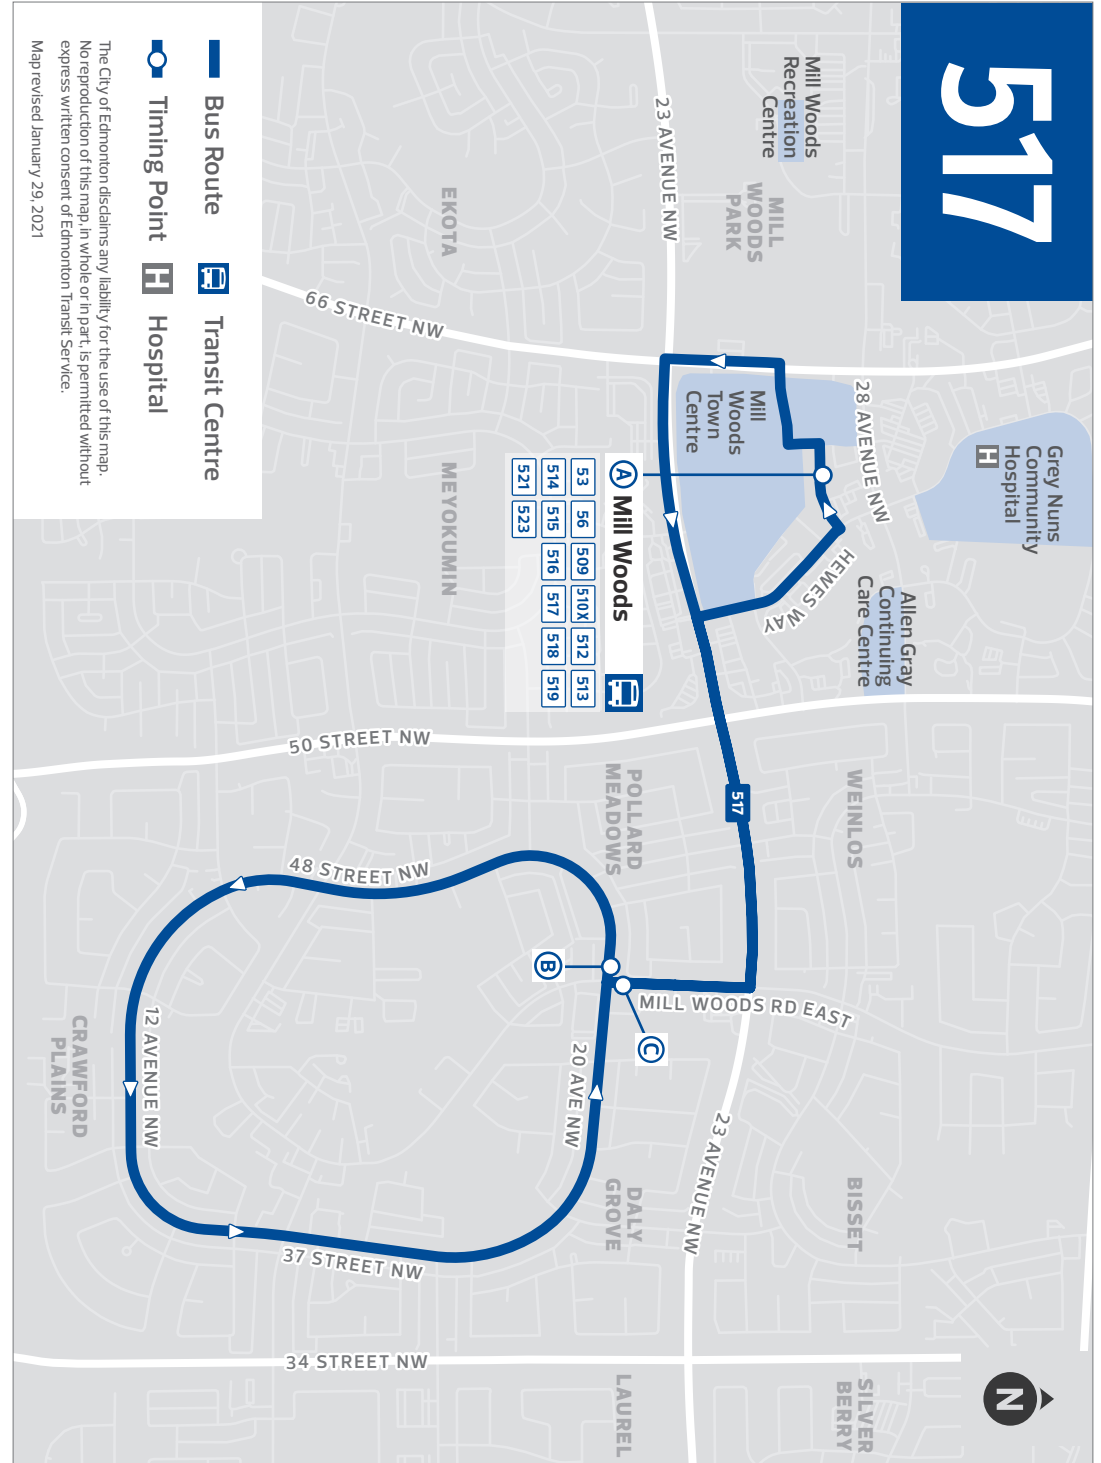 517
Mill Woods
Recreation
Centre
MILL
WOODS
PARK
23 AVENUE NW
EKOTA
66 STREET NW
28 AVENUE NW
Grey Nuns
Community
Hospital
H
Mill
Woods
Town
Centre
HEWES WAY
Allen Gray
Continuing
Care Centre
MEYOKUMIN
A Mill Woods
53 56 509 510X 512 513
514 515 516 517 518 519
521 523
50 STREET NW
517
WEINLOS
POLLARD
MEADOWS
48 STREET NW
B
C
MILL WOODS RD EAST
20 AVE NW
12 AVENUE NW
CRAWFORD
PLAINS
23 AVENUE NW
BISSET
DALY
GROVE
37 STREET NW
34 STREET NW
SILVER
BERRY
LAUREL
N
Bus Route
Transit Centre
Timing Point
H Hospital
The City of Edmonton disclaims any liability for the use of this map.
No reproduction of this map, in whole or in part, is permitted without
express written consent of Edmonton Transit Service.
Map revised January 29, 2021